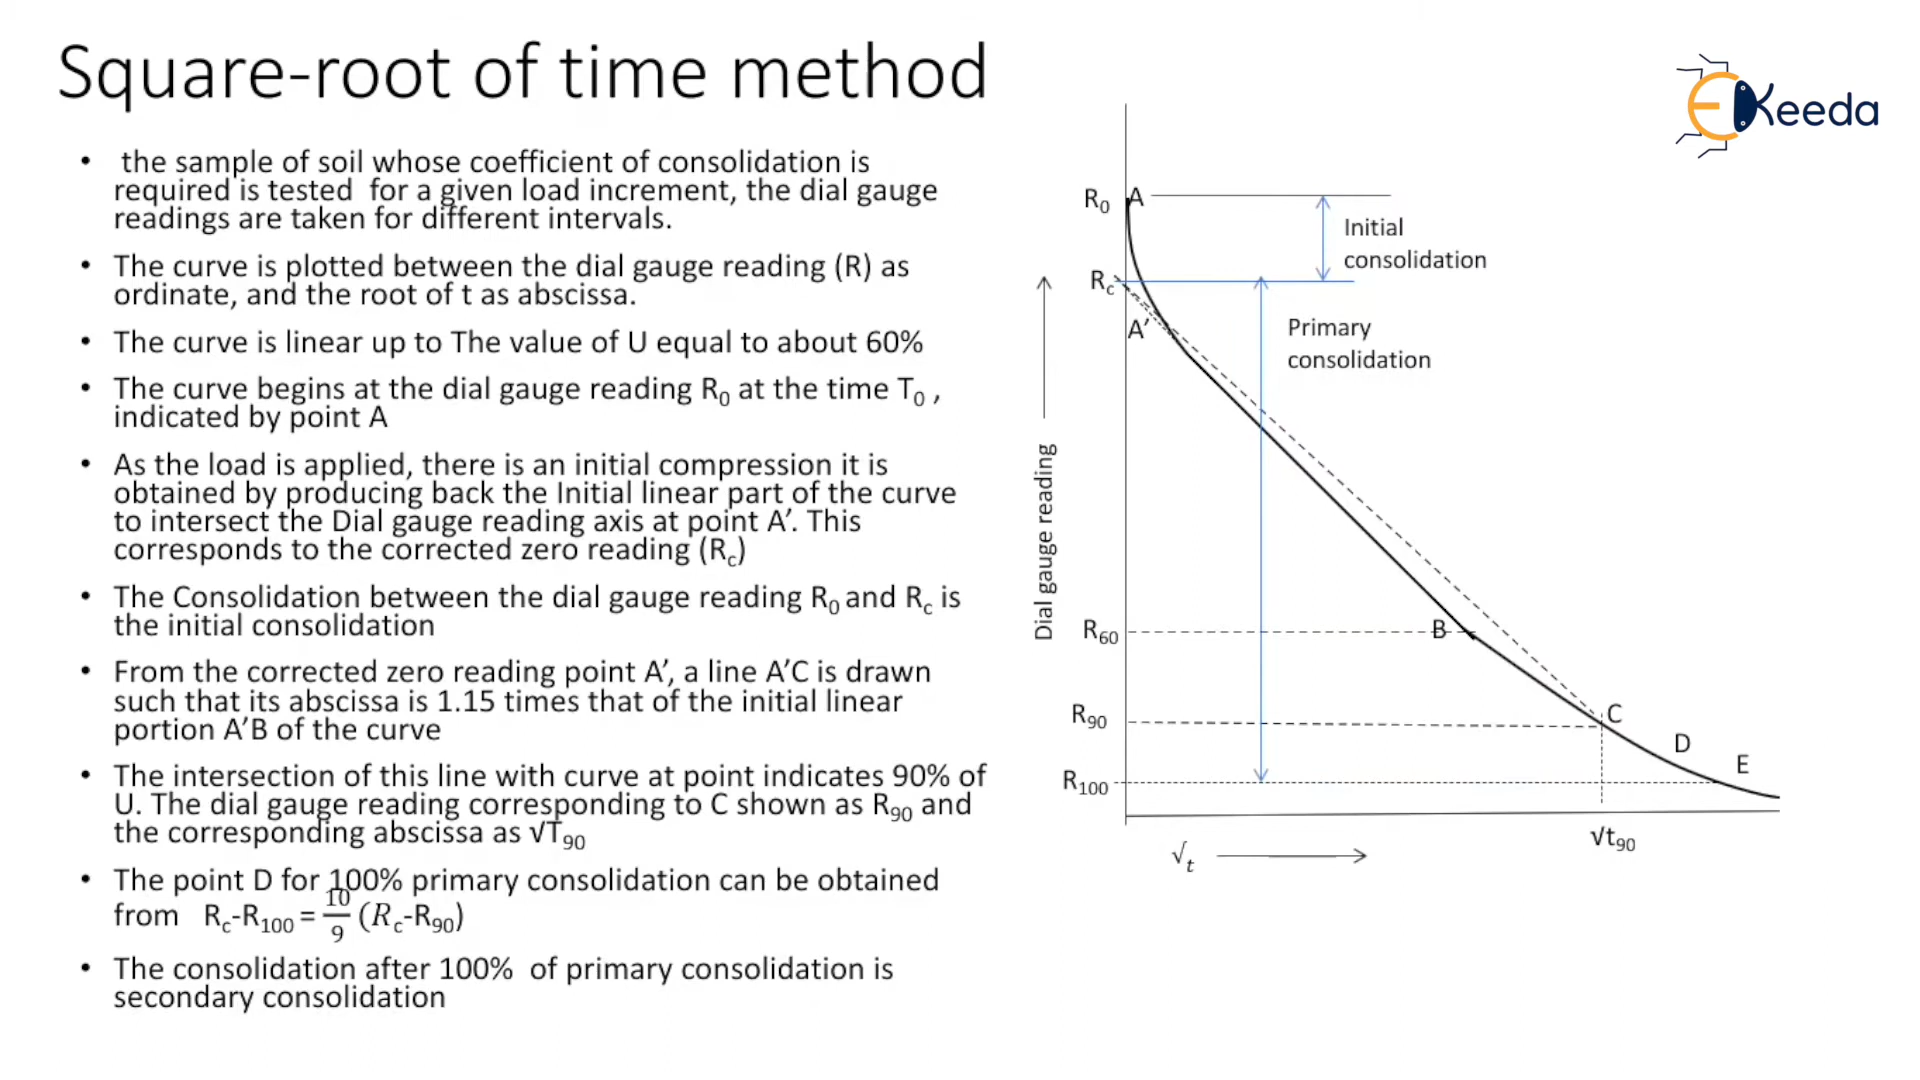 Square-root of time method
Keeda
• the sample of soil whose coefficient of consolidation is
required is tested for a given load increment, the dial gauge
readings are taken for different intervals.
• The curve is plotted between the dial gauge reading (R) as
ordinate, and the root of t as abscissa.
• The curve is linear up to The value of U equal to about 60%
• The curve begins at the dial gauge reading R₀ at the time T₀ ,
indicated by point A
• As the load is applied, there is an initial compression it is
obtained by producing back the Initial linear part of the curve
to intersect the Dial gauge reading axis at point A’. This
corresponds to the corrected zero reading (Rc)
• The Consolidation between the dial gauge reading R₀ and Rc is
the initial consolidation
• From the corrected zero reading point A’, a line A’C is drawn
such that its abscissa is 1.15 times that of the initial linear
portion A’B of the curve
• The intersection of this line with curve at point indicates 90% of
U. The dial gauge reading corresponding to C shown as R₉₀ and
the corresponding abscissa as √T₉₀
• The point D for 100% primary consolidation can be obtained
from Rc-R₁₀₀ = 10/9 (Rc-R₉₀)
• The consolidation after 100% of primary consolidation is
secondary consolidation
R₀ A
Initial
consolidation
Rc
A’
Primary
consolidation
Dial gauge reading
R₆₀
B
R₉₀
C
D
E
R₁₀₀
√t₉₀
√t